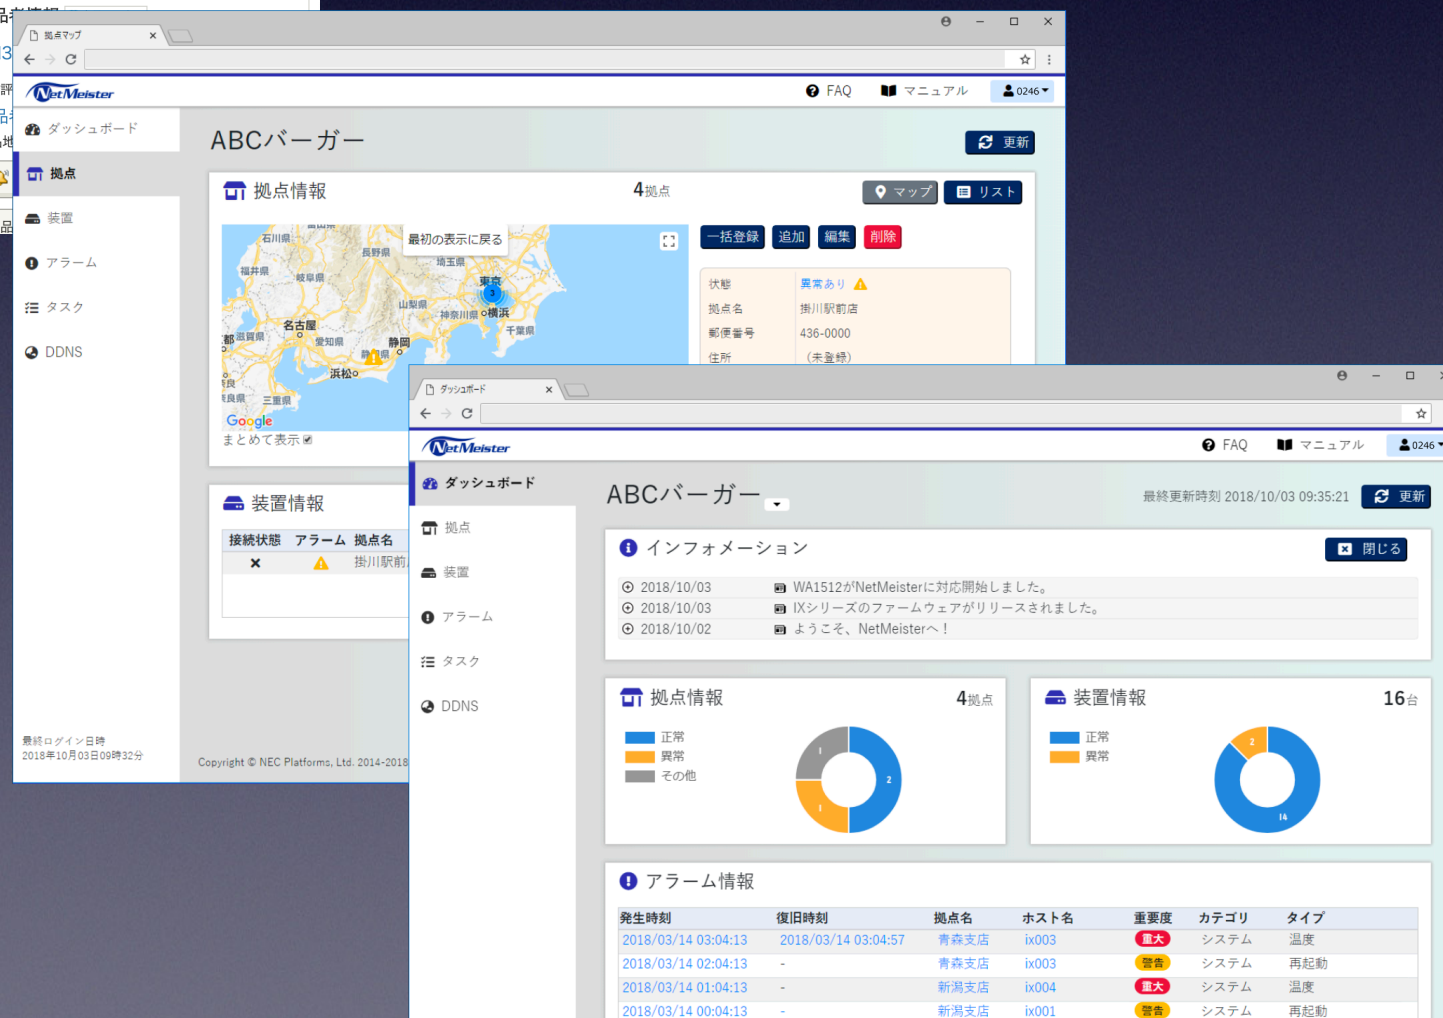 拠点マップ
NetMeister
FAQ
マニュアル
0246
ダッシュボード
拠点
装置
アラーム
タスク
DDNS
最終ログイン日時
2018年10月03日09時32分
ABCバーガー
更新
拠点情報
4拠点
マップ
リスト
最初の表示に戻る
石川県
長野県
福井県
岐阜県
埼玉県
東京
3
山梨県
神奈川県
横浜
千葉県
名古屋
滋賀県
愛知県
静岡
浜松
三重県
Google
まとめて表示
一括登録
追加
編集
削除
状態 異常あり
拠点名 掛川駅前店
郵便番号 436-0000
住所 （未登録）
装置情報
接続状態 アラーム 拠点名
掛川駅前
Copyright © NEC Platforms, Ltd. 2014-2018
ダッシュボード
NetMeister
FAQ
マニュアル
0246
ダッシュボード
拠点
装置
アラーム
タスク
DDNS
ABCバーガー
最終更新時刻 2018/10/03 09:35:21
更新
インフォメーション
閉じる
2018/10/03 WA1512がNetMeisterに対応開始しました。
2018/10/03 IXシリーズのファームウェアがリリースされました。
2018/10/02 ようこそ、NetMeisterへ！
拠点情報
4拠点
正常
異常
その他
1
2
1
装置情報
16台
正常
異常
2
14
アラーム情報
発生時刻 復旧時刻 拠点名 ホスト名 重要度 カテゴリ タイプ
2018/03/14 03:04:13 2018/03/14 03:04:57 青森支店 ix003 重大 システム 温度
2018/03/14 02:04:13 - 青森支店 ix003 警告 システム 再起動
2018/03/14 01:04:13 - 新潟支店 ix004 重大 システム 温度
2018/03/14 00:04:13 - 新潟支店 ix001 警告 システム 再起動